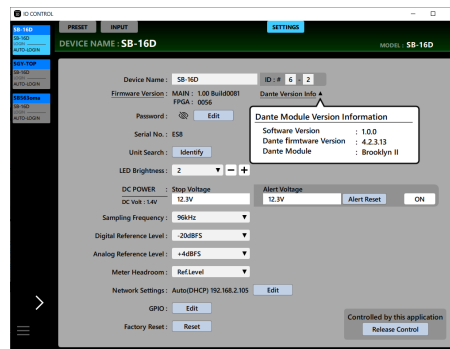 IO CONTROL
PRESET INPUT SETTINGS
DEVICE NAME : SB-16D MODEL : SB-16D
SB-16D
SB-16D
AUTO-LOGIN
SGY-TOP
SB-16D
AUTO-LOGIN
SB-16D
AUTO-LOGIN
Device Name : SB-16D ID : # 6 - 2
Firmware Version : MAIN : 1.00 Build0081 Dante Version Info ▲
FPGA : 0056
Dante Module Version Information
Software Version : 1.0.0
Dante firmtware Version : 4.2.3.13
Dante Module : Brooklyn II
Password : Edit
Serial No. : ES8
Unit Search : Identify
LED Brightness : 2 ▼ − +
DC POWER : Stop Voltage Alert Voltage
DC Volt : 1.4V 12.3V 12.3V Alert Reset ON
Sampling Frequency : 96kHz ▼
Digital Reference Level : -20dBFS ▼
Analog Reference Level : +4dBFS ▼
Meter Headroom : Ref.Level ▼
Network Settings : Auto(DHCP) 192.168.2.105 Edit
GPIO : Edit
Factory Reset : Reset
Controlled by this application
Release Control